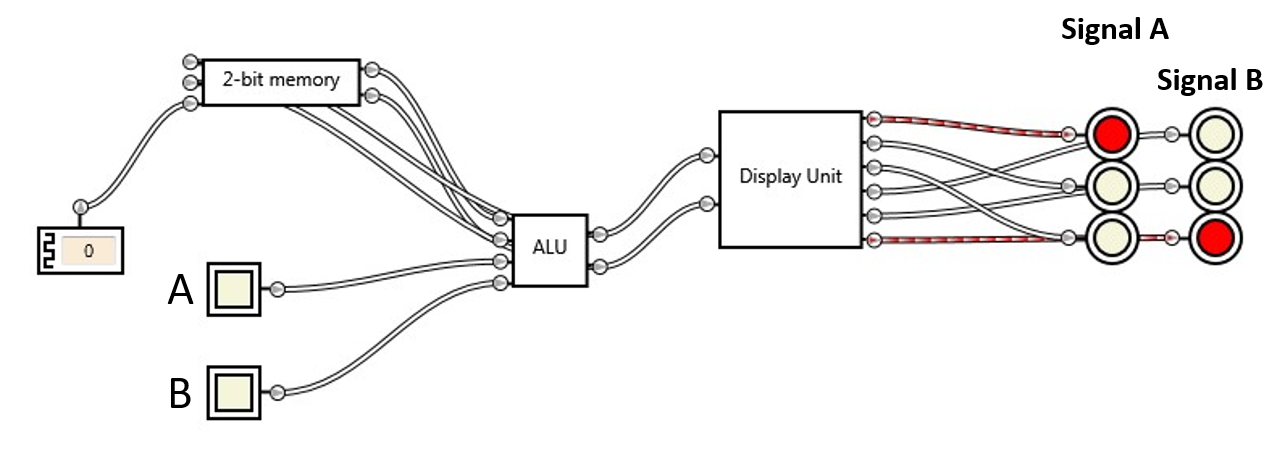 Signal A
Signal B
2-bit memory
Display Unit
ALU
0
A
B